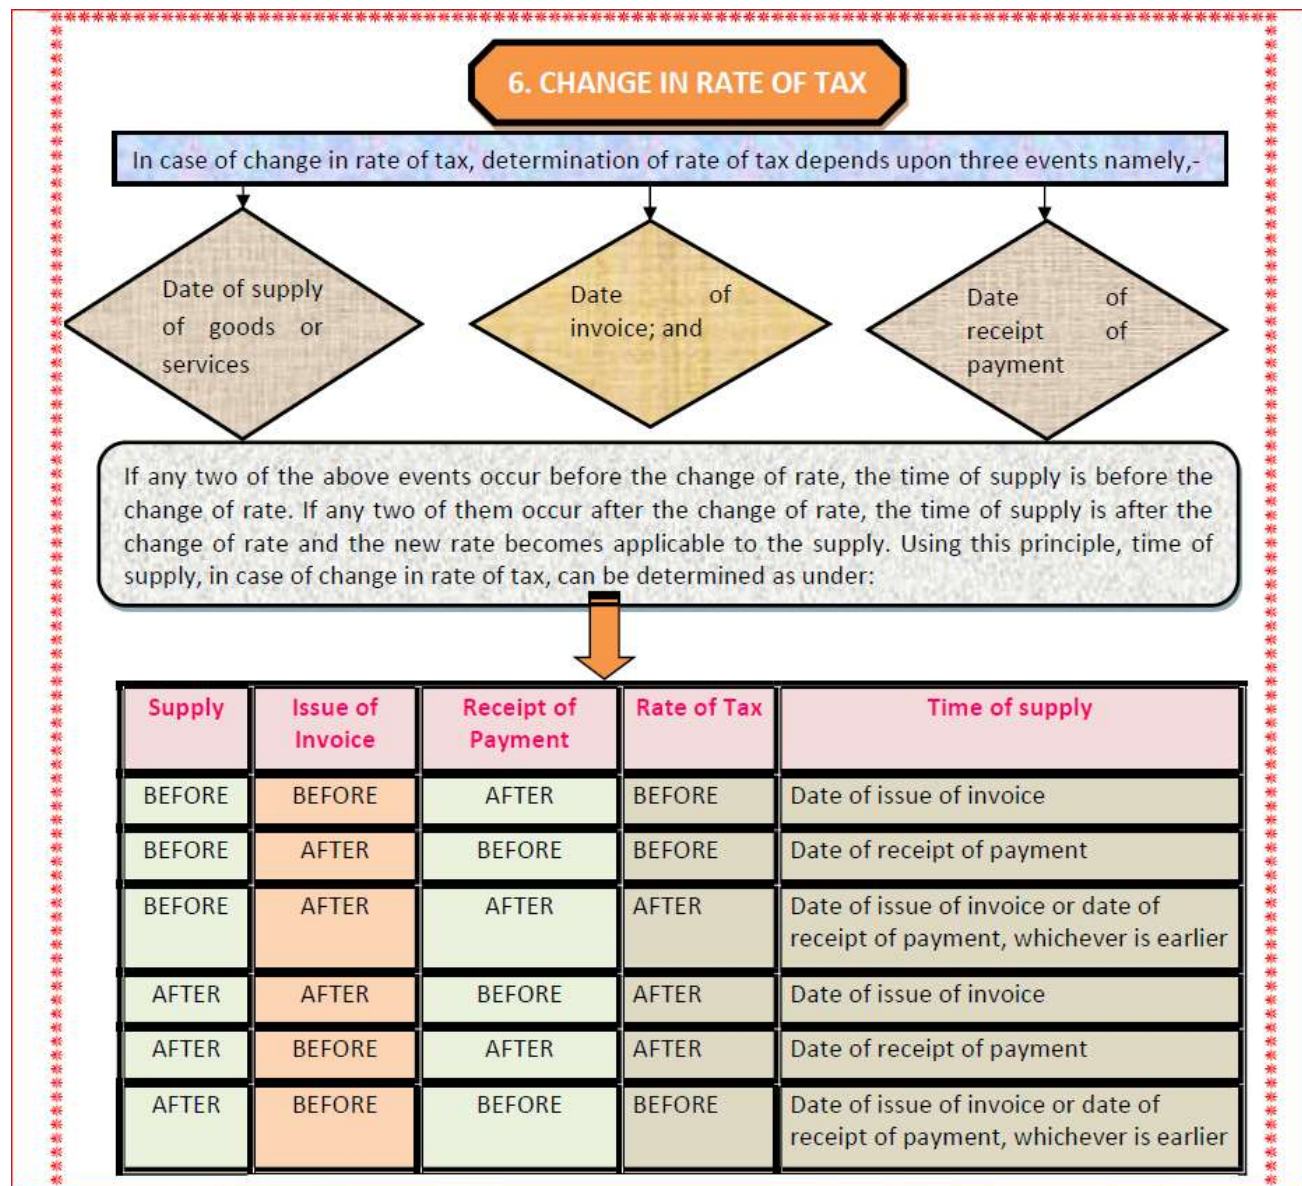 6. CHANGE IN RATE OF TAX
In case of change in rate of tax, determination of rate of tax depends upon three events namely,-
Date of supply
of goods or
services
Date of
invoice; and
Date of
receipt of
payment
If any two of the above events occur before the change of rate, the time of supply is before the
change of rate. If any two of them occur after the change of rate, the time of supply is after the
change of rate and the new rate becomes applicable to the supply. Using this principle, time of
supply, in case of change in rate of tax, can be determined as under:
Supply Issue of Receipt of Rate of Tax Time of supply
Invoice Payment
BEFORE BEFORE AFTER BEFORE Date of issue of invoice
BEFORE AFTER BEFORE BEFORE Date of receipt of payment
BEFORE AFTER AFTER AFTER Date of issue of invoice or date of
receipt of payment, whichever is earlier
AFTER AFTER BEFORE AFTER Date of issue of invoice
AFTER BEFORE AFTER AFTER Date of receipt of payment
AFTER BEFORE BEFORE BEFORE Date of issue of invoice or date of
receipt of payment, whichever is earlier